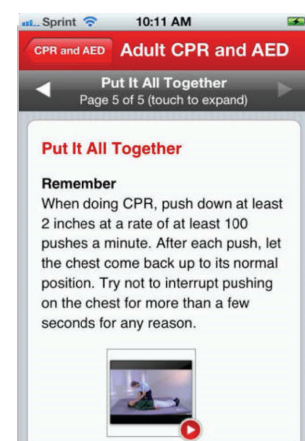 Sprint 10:11 AM
CPR and AED Adult CPR and AED
Put It All Together
Page 5 of 5 (touch to expand)
Put It All Together
Remember
When doing CPR, push down at least
2 inches at a rate of at least 100
pushes a minute. After each push, let
the chest come back up to its normal
position. Try not to interrupt pushing
on the chest for more than a few
seconds for any reason.